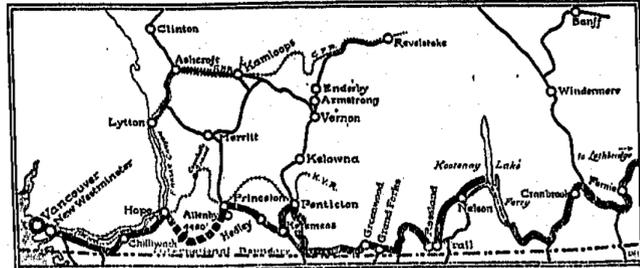 Clinton
Banff
Revelstoke
C.P.R.
Ashcroft
Kamloops
Windermere
Enderby
Armstrong
Vernon
Lytton
Merritt
Kelowna
Kootenay Lake
to Lethbridge
K.V.R.
Vancouver
New Westminster
Hope
Princeton
Penticton
Allenby
Hedley
Keremeos
Greenwood
Grand Forks
Rossland
Trail
Nelson
Ferry
Cranbrook
Fernie
Chilliwack
International Boundary